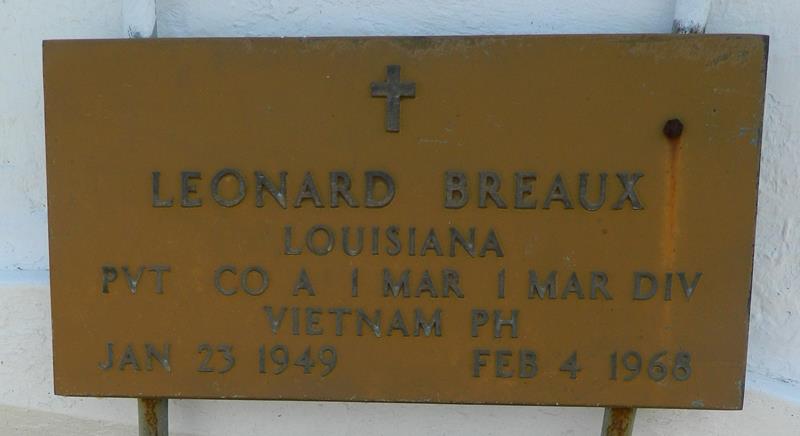 LEONARD BREAUX
LOUISIANA
PVT CO A 1 MAR 1 MAR DIV
VIETNAM PH
JAN 23 1949 FEB 4 1968